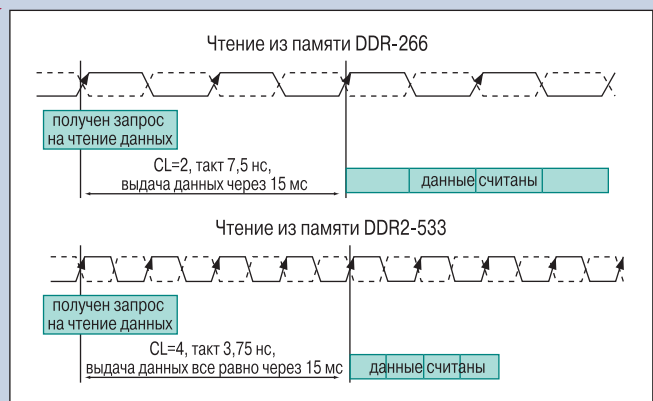 Чтение из памяти DDR-266
получен запрос
на чтение данных
CL=2, такт 7,5 нс,
выдача данных через 15 мс
данные считаны
Чтение из памяти DDR2-533
получен запрос
на чтение данных
CL=4, такт 3,75 нс,
выдача данных все равно через 15 мс
данные считаны